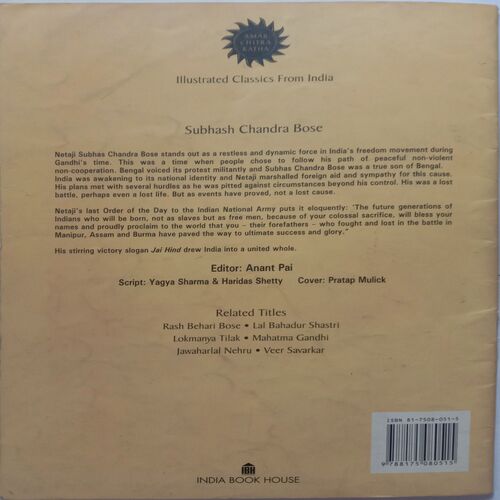 AMAR
CHITRA
KATHA
Illustrated Classics From India
Subhash Chandra Bose
Netaji Subhas Chandra Bose stands out as a restless and dynamic force in India's freedom movement during
Gandhi's time. This was a time when people chose to follow his path of peaceful non-violent
non-cooperation. Bengal voiced its protest militantly and Subhas Chandra Bose was a true son of Bengal.
India was awakening to its national identity and Netaji marshalled foreign aid and sympathy for this cause.
His plans met with several hurdles as he was pitted against circumstances beyond his control. His was a lost
battle, perhaps even a lost life. But as events have proved, not a lost cause.
Netaji's last Order of the Day to the Indian National Army puts it eloquently: 'The future generations of
Indians who will be born, not as slaves but as free men, because of your colossal sacrifice, will bless your
names and proudly proclaim to the world that you – their forefathers – who fought and lost in the battle in
Manipur, Assam and Burma have paved the way to ultimate success and glory."
His stirring victory slogan Jai Hind drew India into a united whole.
Editor: Anant Pai
Script: Yagya Sharma & Haridas Shetty Cover: Pratap Mulick
Related Titles
Rash Behari Bose • Lal Bahadur Shastri
Lokmanya Tilak • Mahatma Gandhi
Jawaharlal Nehru • Veer Savarkar
ISBN 81-7508-051-5
9 788175 080515
IBH
INDIA BOOK HOUSE